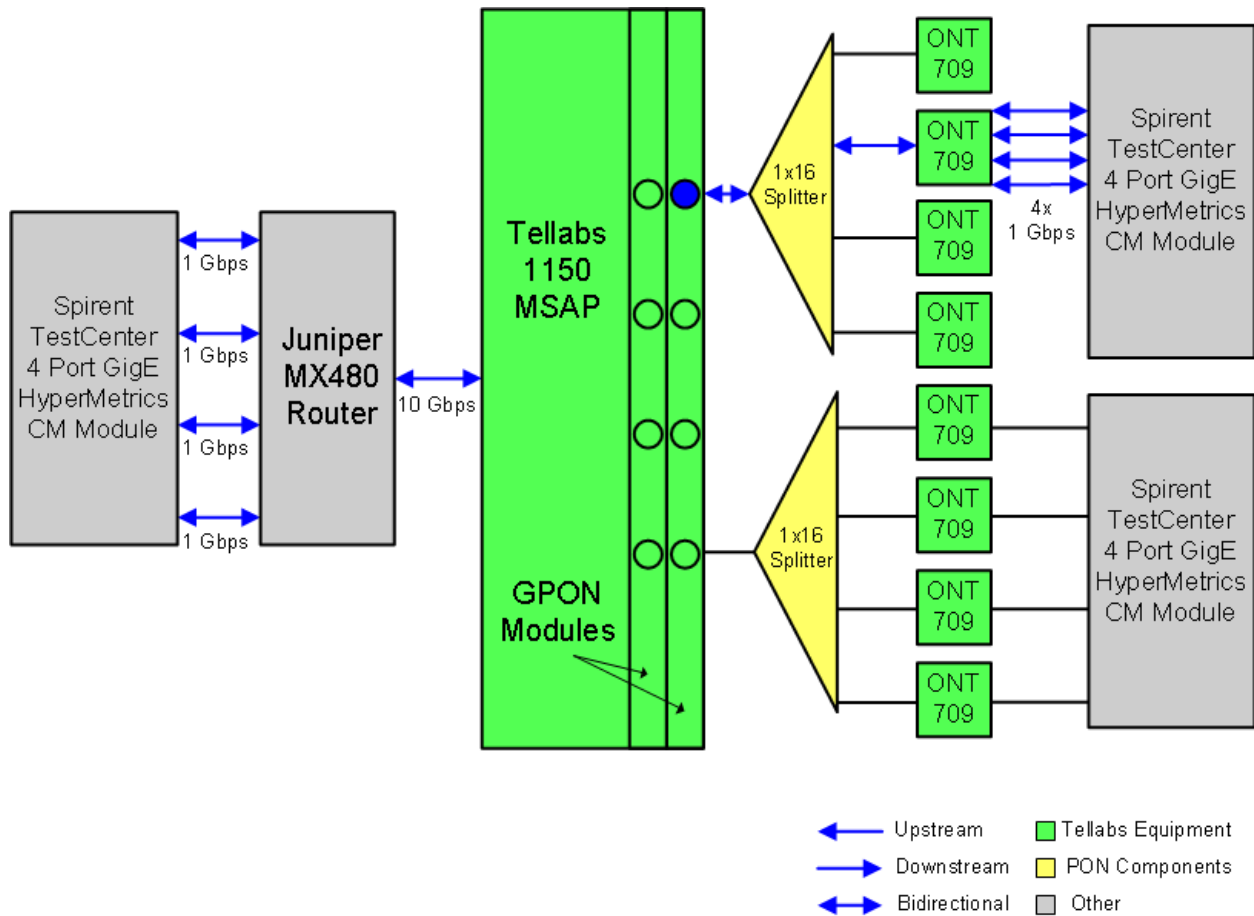 Spirent
TestCenter
4 Port GigE
HyperMetrics
CM Module
1 Gbps
1 Gbps
1 Gbps
1 Gbps
Juniper
MX480
Router
10 Gbps
Tellabs
1150
MSAP
GPON
Modules
1x16
Splitter
1x16
Splitter
ONT
709
ONT
709
ONT
709
ONT
709
ONT
709
ONT
709
ONT
709
ONT
709
4x
1 Gbps
Spirent
TestCenter
4 Port GigE
HyperMetrics
CM Module
Spirent
TestCenter
4 Port GigE
HyperMetrics
CM Module
Upstream
Downstream
Bidirectional
Tellabs Equipment
PON Components
Other